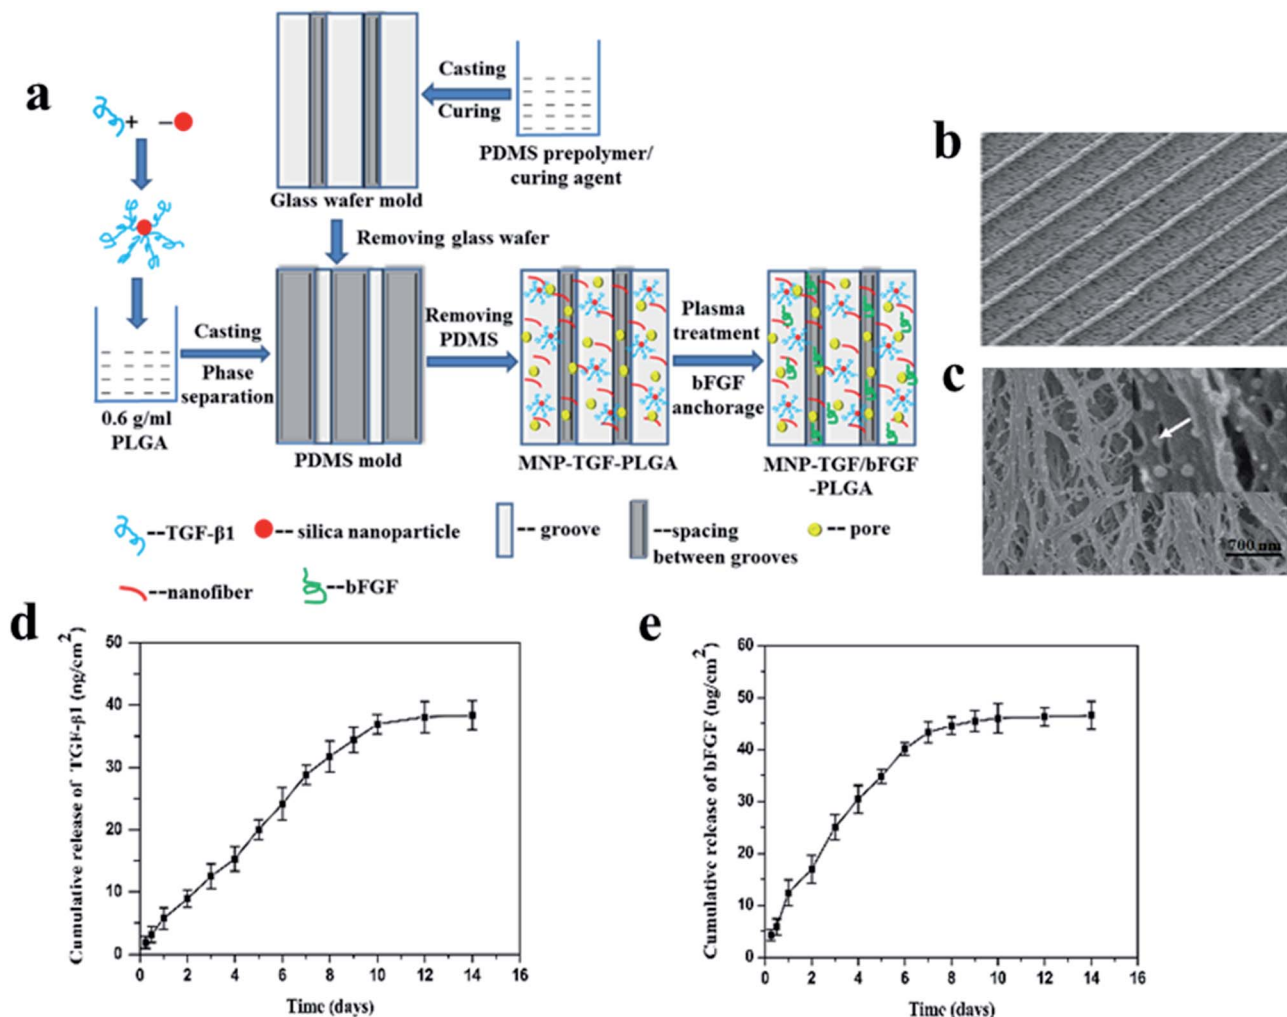 a
+
Casting
Curing
PDMS prepolymer/
curing agent
Glass wafer mold
Removing glass wafer
Casting
Phase
separation
0.6 g/ml
PLGA
PDMS mold
Removing
PDMS
MNP-TGF-PLGA
Plasma
treatment
bFGF
anchorage
MNP-TGF/bFGF
-PLGA
--TGF-β1
-- silica nanoparticle
-- groove
--spacing
between grooves
-- pore
--nanofiber
--bFGF
b
c
700 nm
d
Cumulative release of TGF-β1 (ng/cm²)
50
40
30
20
10
0
0 2 4 6 8 10 12 14 16
Time (days)
e
Cumulative release of bFGF (ng/cm²)
60
50
40
30
20
10
0
0 2 4 6 8 10 12 14 16
Time (days)